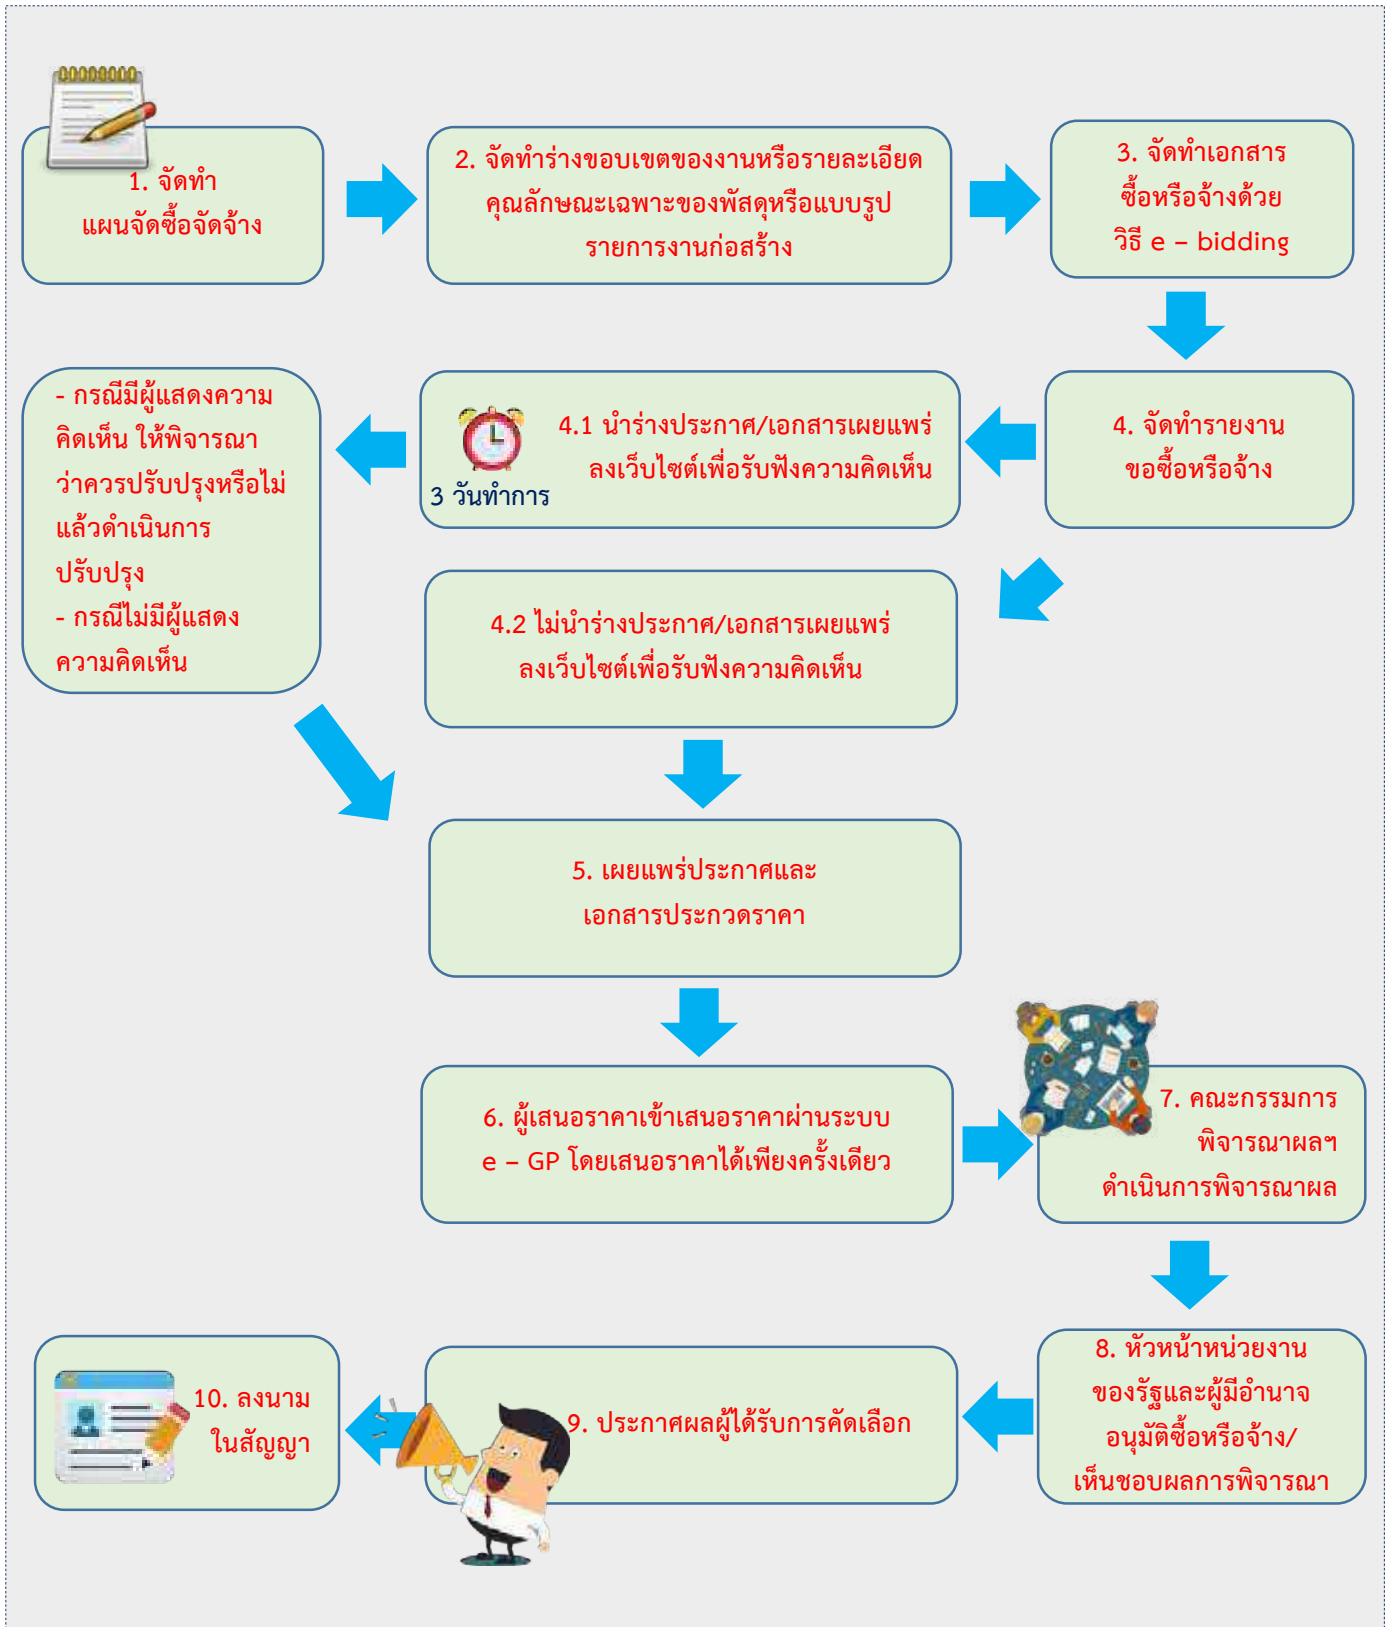 1. จัดทำ
แผนจัดซื้อจัดจ้าง
2. จัดทำร่างขอบเขตของงานหรือรายละเอียด
คุณลักษณะเฉพาะของพัสดุหรือแบบรูป
รายการงานก่อสร้าง
3. จัดทำเอกสาร
ซื้อหรือจ้างด้วย
วิธี e – bidding
4. จัดทำรายงาน
ขอซื้อหรือจ้าง
4.1 นำร่างประกาศ/เอกสารเผยแพร่
ลงเว็บไซต์เพื่อรับฟังความคิดเห็น
3 วันทำการ
- กรณีมีผู้แสดงความ
คิดเห็น ให้พิจารณา
ว่าควรปรับปรุงหรือไม่
แล้วดำเนินการ
ปรับปรุง
- กรณีไม่มีผู้แสดง
ความคิดเห็น
4.2 ไม่นำร่างประกาศ/เอกสารเผยแพร่
ลงเว็บไซต์เพื่อรับฟังความคิดเห็น
5. เผยแพร่ประกาศและ
เอกสารประกวดราคา
6. ผู้เสนอราคาเข้าเสนอราคาผ่านระบบ
e – GP โดยเสนอราคาได้เพียงครั้งเดียว
7. คณะกรรมการ
พิจารณาผลฯ
ดำเนินการพิจารณาผล
8. หัวหน้าหน่วยงาน
ของรัฐและผู้มีอำนาจ
อนุมัติซื้อหรือจ้าง/
เห็นชอบผลการพิจารณา
9. ประกาศผลผู้ได้รับการคัดเลือก
10. ลงนาม
ในสัญญา